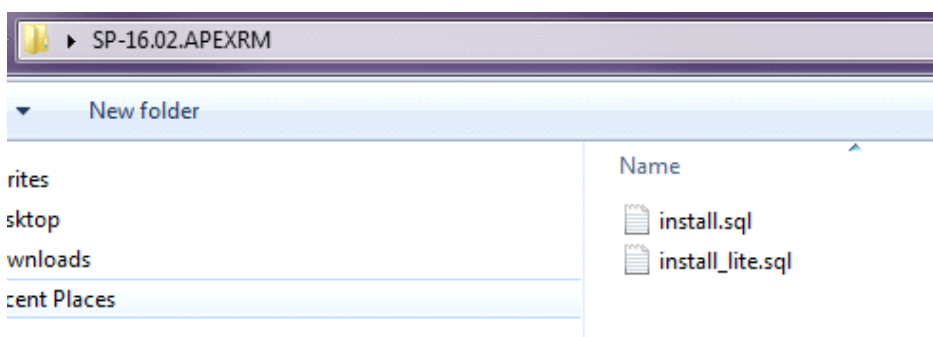 SP-16.02.APEXRM
New folder
Name
rites
sktop
wnloads
cent Places
install.sql
install_lite.sql